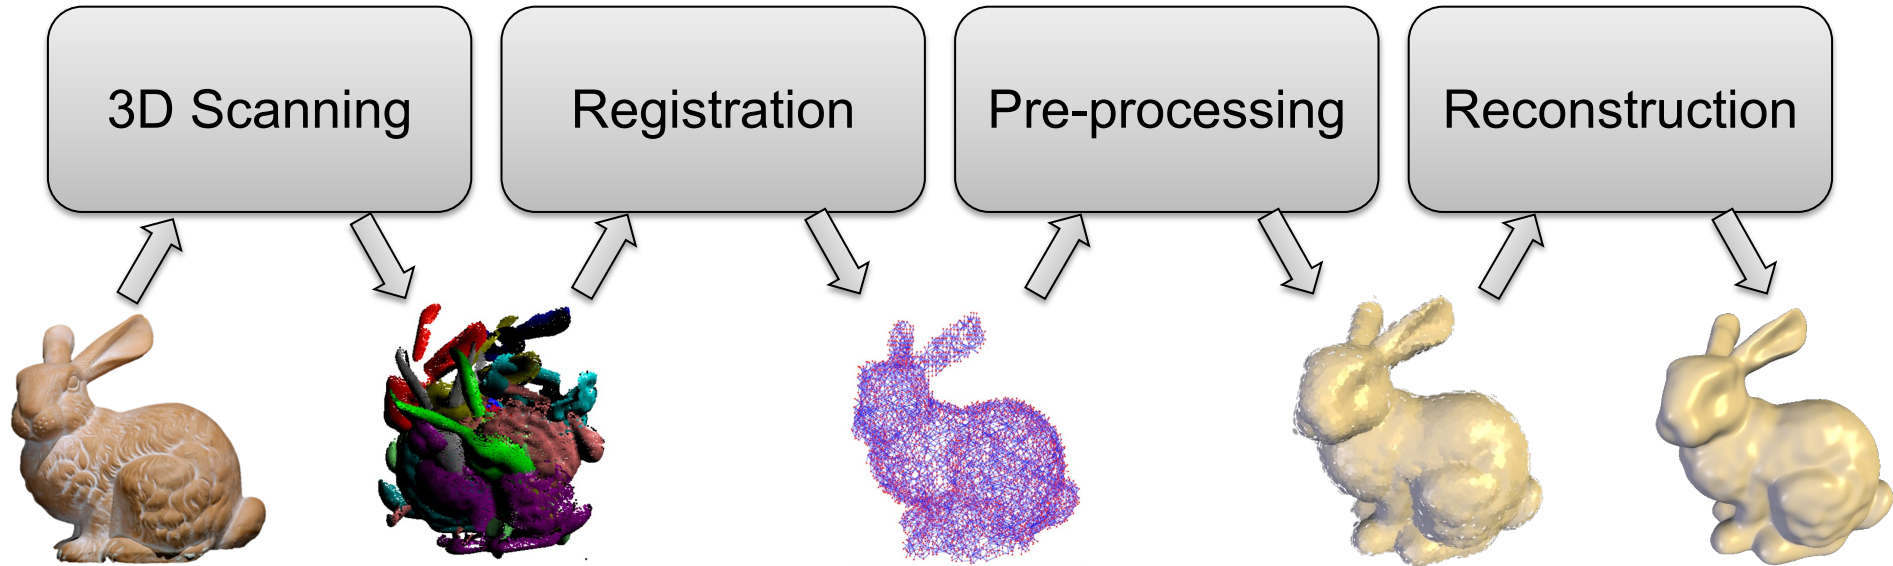 3D Scanning
Registration
Pre-processing
Reconstruction